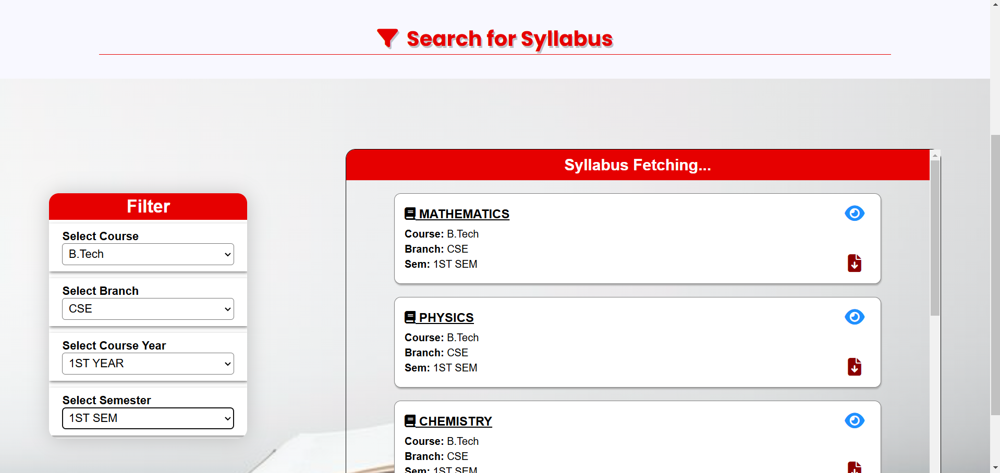 Search for Syllabus
Filter
Select Course
B.Tech
Select Branch
CSE
Select Course Year
1ST YEAR
Select Semester
1ST SEM
Syllabus Fetching...
MATHEMATICS
Course: B.Tech
Branch: CSE
Sem: 1ST SEM
PHYSICS
Course: B.Tech
Branch: CSE
Sem: 1ST SEM
CHEMISTRY
Course: B.Tech
Branch: CSE
Sem: 1ST SEM